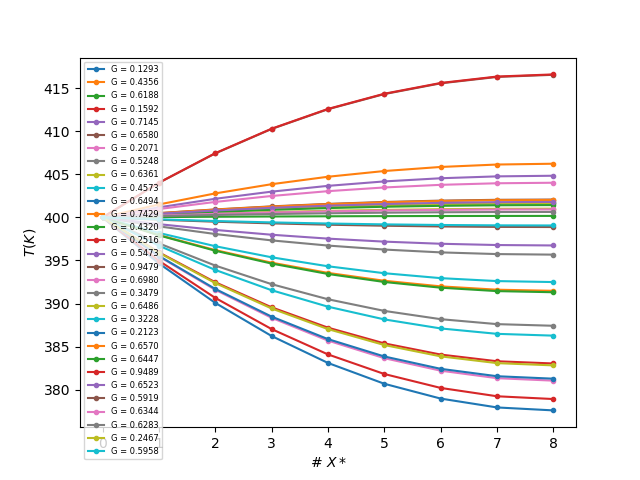 415
410
405
400
395
390
385
380
T(K)
G = 0.1293
G = 0.4356
G = 0.6188
G = 0.1592
G = 0.7145
G = 0.6580
G = 0.2071
G = 0.5248
G = 0.6361
G = 0.4573
G = 0.6494
G = 0.7429
G = 0.4320
G = 0.2516
G = 0.5473
G = 0.9479
G = 0.6980
G = 0.3479
G = 0.6486
G = 0.3228
G = 0.2123
G = 0.6570
G = 0.6447
G = 0.9489
G = 0.6523
G = 0.5919
G = 0.6344
G = 0.6283
G = 0.2467
G = 0.5958
0 1 2 3 4 5 6 7 8
# X*